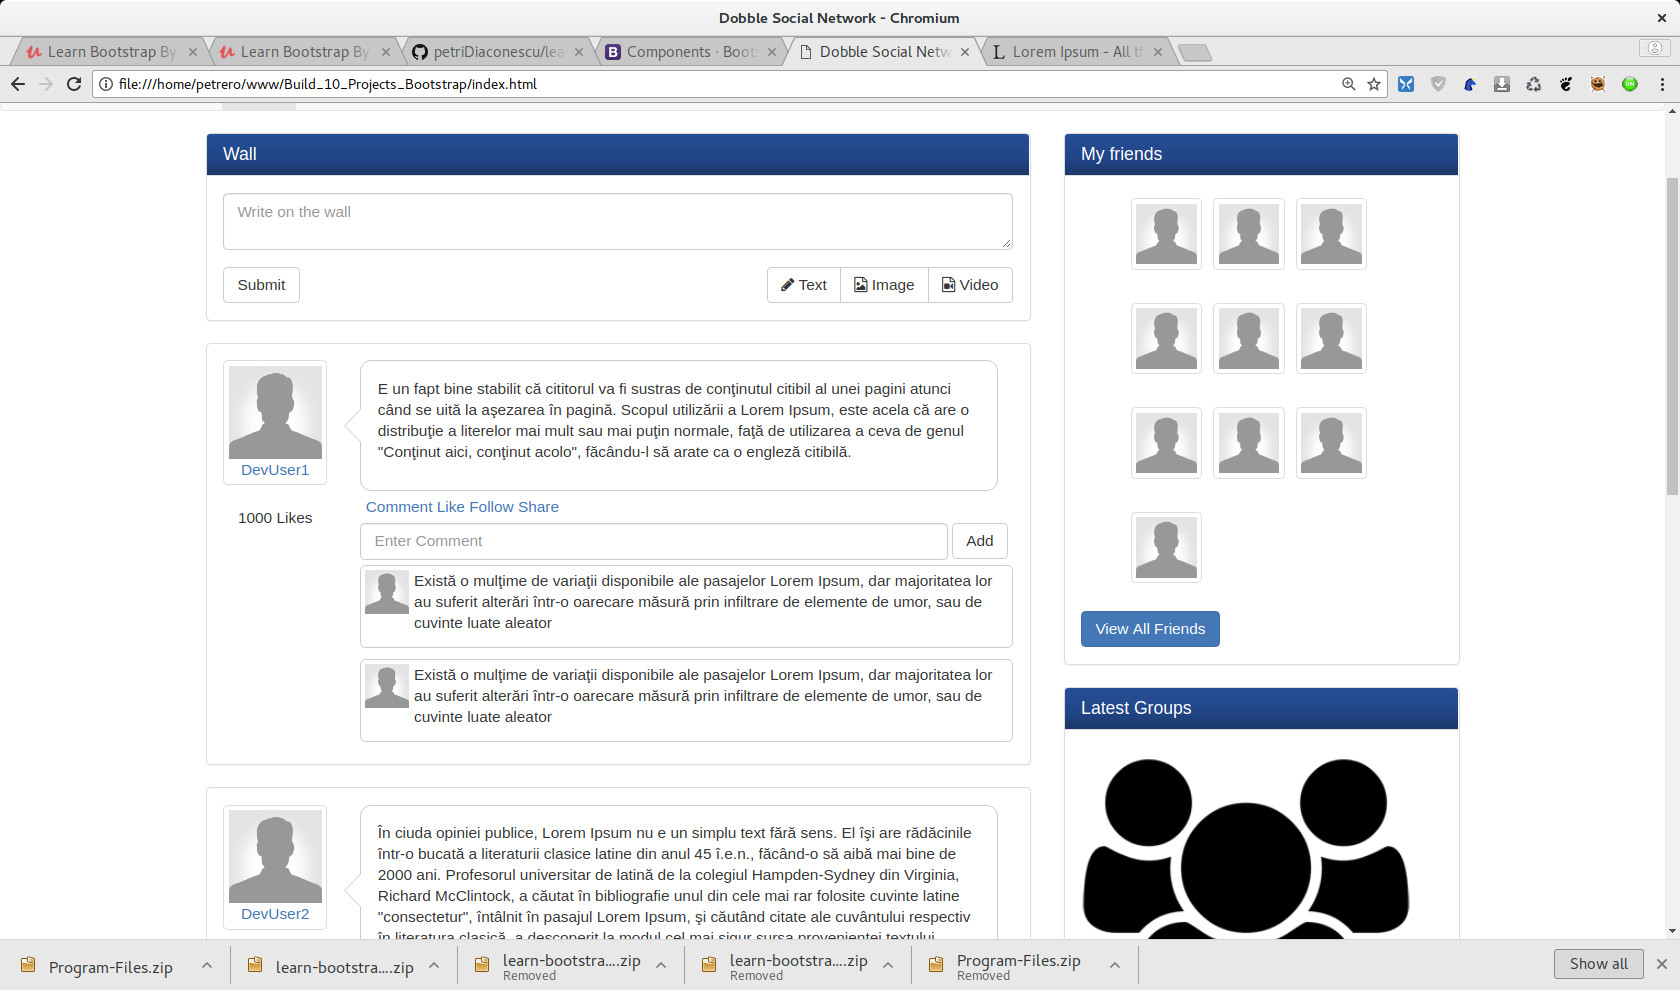 Dobble Social Network - Chromium
Learn Bootstrap By
Learn Bootstrap By
petriDiaconescu/lea
Components · Boots
Dobble Social Netw
Lorem Ipsum - All t
file:///home/petrero/www/Build_10_Projects_Bootstrap/index.html
Wall
Write on the wall
Submit
Text
Image
Video
DevUser1
1000 Likes
E un fapt bine stabilit că cititorul va fi sustras de conţinutul citibil al unei pagini atunci
când se uită la aşezarea în pagină. Scopul utilizării a Lorem Ipsum, este acela că are o
distribuţie a literelor mai mult sau mai puţin normale, faţă de utilizarea a ceva de genul
"Conţinut aici, conţinut acolo", făcându-l să arate ca o engleză citibilă.
Comment Like Follow Share
Enter Comment
Add
Există o mulţime de variaţii disponibile ale pasajelor Lorem Ipsum, dar majoritatea lor
au suferit alterări într-o oarecare măsură prin infiltrare de elemente de umor, sau de
cuvinte luate aleator
Există o mulţime de variaţii disponibile ale pasajelor Lorem Ipsum, dar majoritatea lor
au suferit alterări într-o oarecare măsură prin infiltrare de elemente de umor, sau de
cuvinte luate aleator
DevUser2
În ciuda opiniei publice, Lorem Ipsum nu e un simplu text fără sens. El îşi are rădăcinile
într-o bucată a literaturii clasice latine din anul 45 î.e.n., făcând-o să aibă mai bine de
2000 ani. Profesorul universitar de latină de la colegiul Hampden-Sydney din Virginia,
Richard McClintock, a căutat în bibliografie unul din cele mai rar folosite cuvinte latine
"consectetur", întâlnit în pasajul Lorem Ipsum, şi căutând citate ale cuvântului respectiv
în literatura clasică, a descoperit la modul cel mai sigur sursa provenienţei textului.
My friends
View All Friends
Latest Groups
Program-Files.zip
learn-bootstra....zip
learn-bootstra....zip
Removed
learn-bootstra....zip
Removed
Program-Files.zip
Removed
Show all